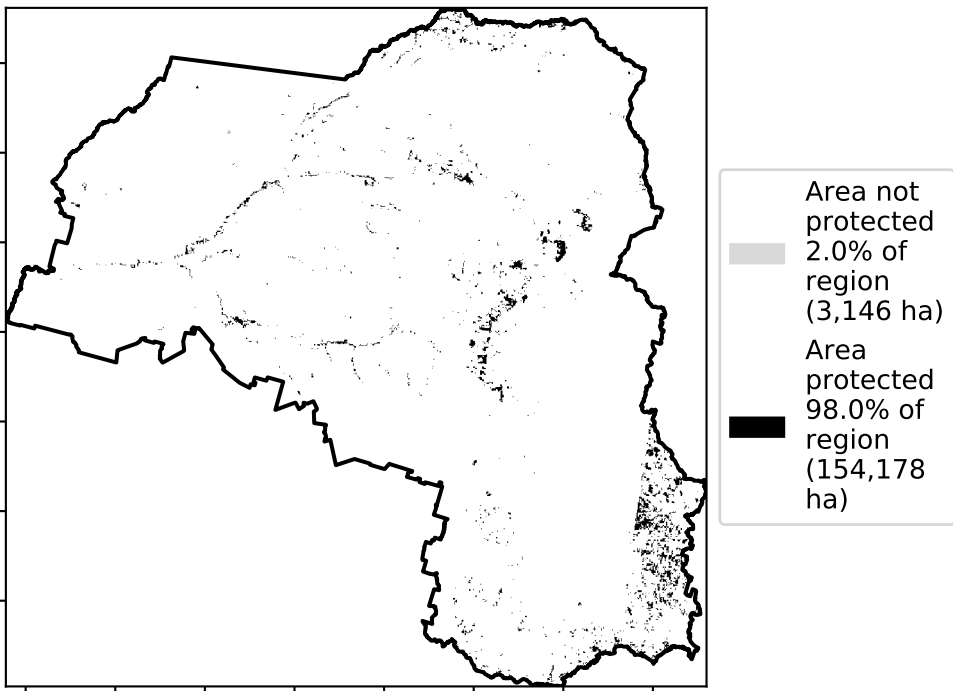 Area not
protected
2.0% of
region
(3,146 ha)
Area
protected
98.0% of
region
(154,178
ha)